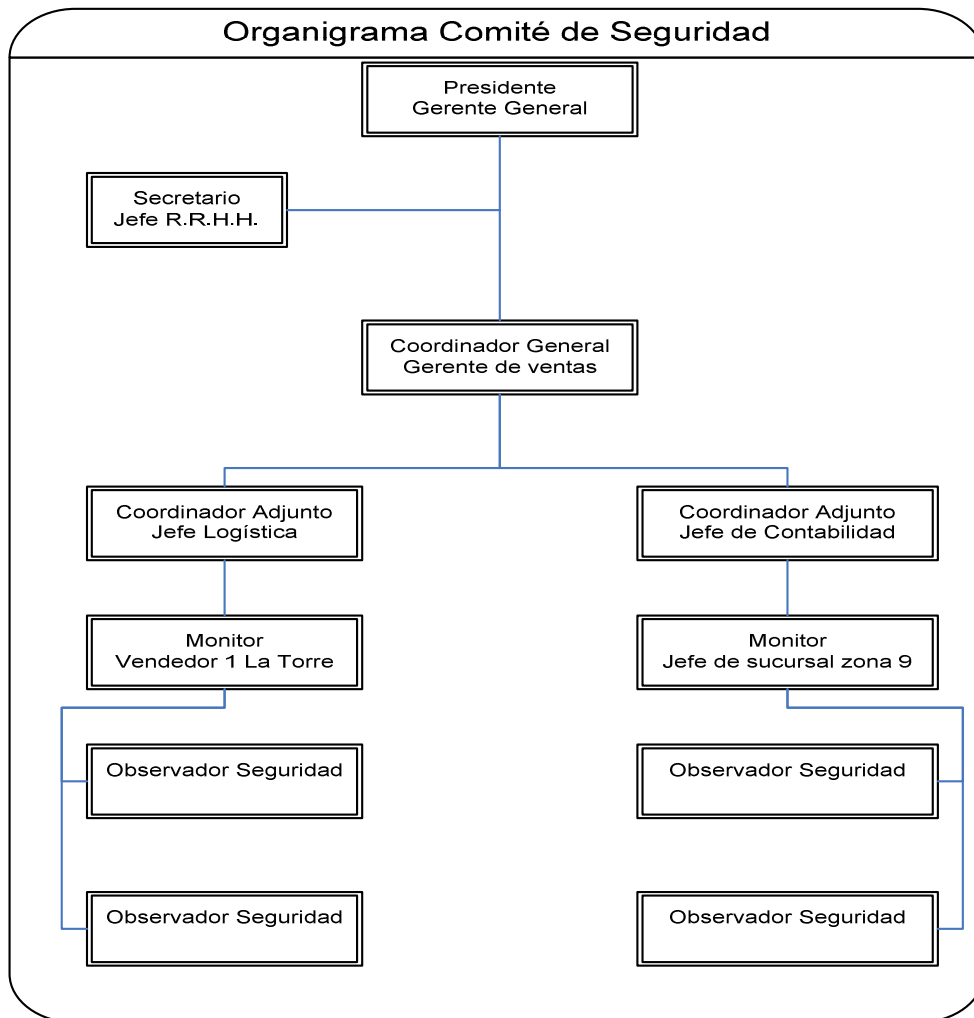 Organigrama Comité de Seguridad
Presidente
Gerente General
Secretario
Jefe R.R.H.H.
Coordinador General
Gerente de ventas
Coordinador Adjunto
Jefe Logística
Coordinador Adjunto
Jefe de Contabilidad
Monitor
Vendedor 1 La Torre
Monitor
Jefe de sucursal zona 9
Observador Seguridad
Observador Seguridad
Observador Seguridad
Observador Seguridad